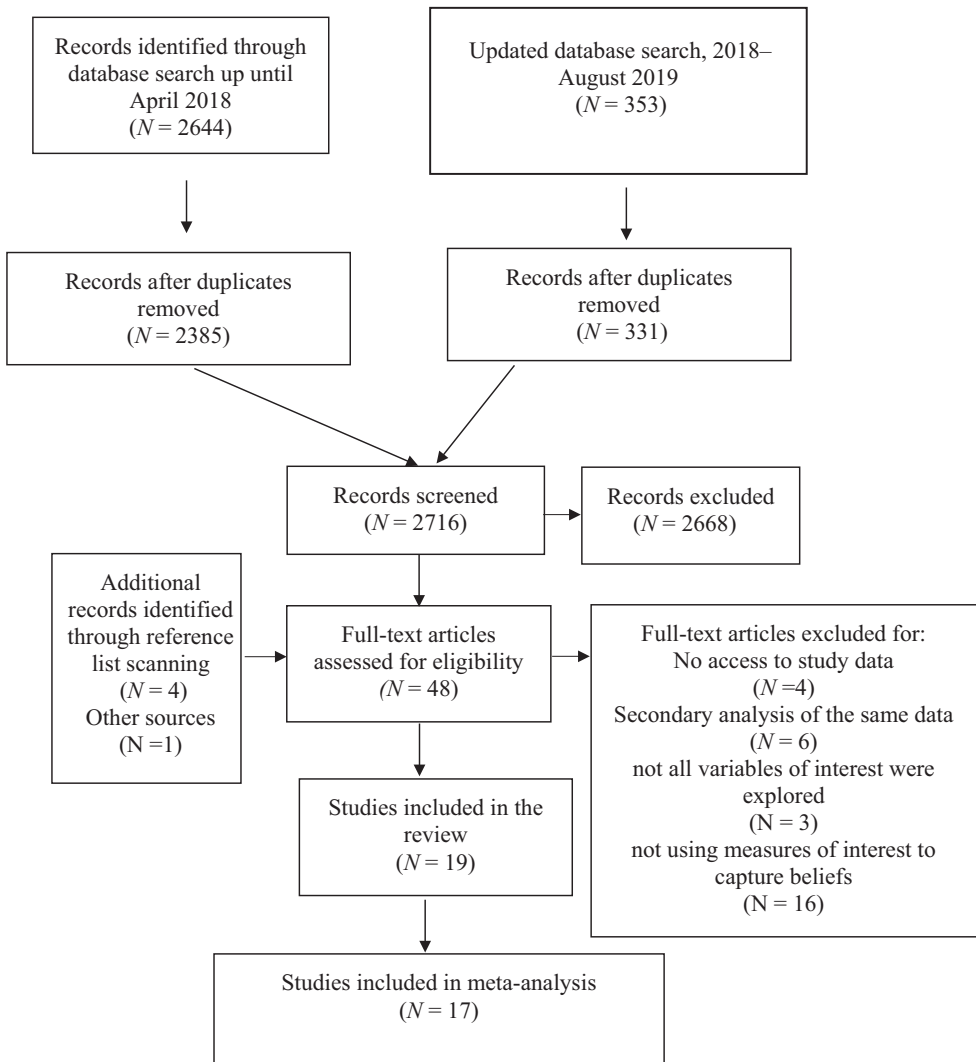 Records identified through
database search up until
April 2018
(N = 2644)
Updated database search, 2018–
August 2019
(N = 353)
Records after duplicates
removed
(N = 2385)
Records after duplicates
removed
(N = 331)
Records screened
(N = 2716)
Records excluded
(N = 2668)
Additional
records identified
through reference
list scanning
(N = 4)
Other sources
(N =1)
Full-text articles
assessed for eligibility
(N = 48)
Full-text articles excluded for:
No access to study data
(N =4)
Secondary analysis of the same data
(N = 6)
not all variables of interest were
explored
(N = 3)
not using measures of interest to
capture beliefs
(N = 16)
Studies included in the
review
(N = 19)
Studies included in meta-analysis
(N = 17)